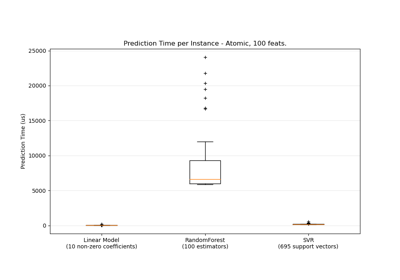 Prediction Time per Instance - Atomic, 100 feats.
25000
20000
15000
10000
5000
0
Prediction Time (us)
Linear Model
(10 non-zero coefficients)
RandomForest
(100 estimators)
SVR
(695 support vectors)